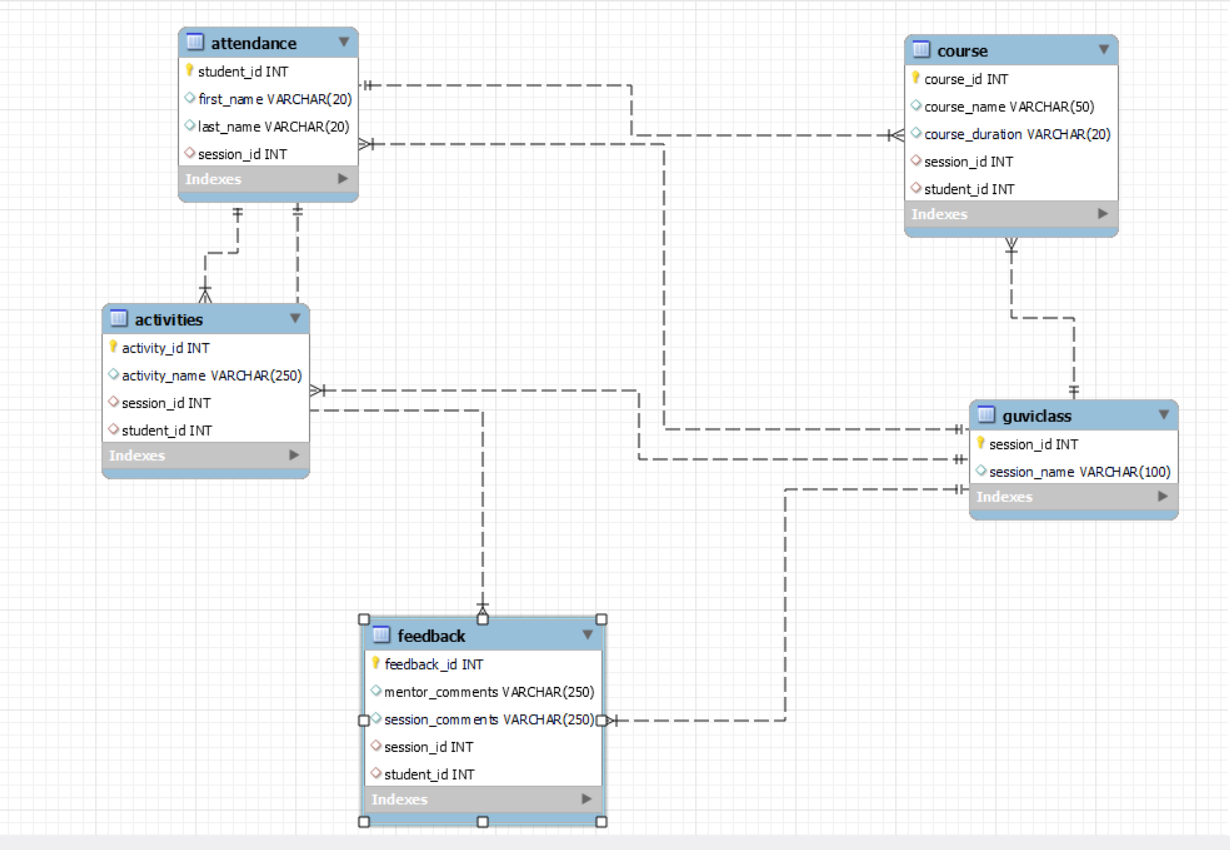 attendance
student_id INT
first_name VARCHAR(20)
last_name VARCHAR(20)
session_id INT
Indexes
course
course_id INT
course_name VARCHAR(50)
course_duration VARCHAR(20)
session_id INT
student_id INT
Indexes
activities
activity_id INT
activity_name VARCHAR(250)
session_id INT
student_id INT
Indexes
guviclass
session_id INT
session_name VARCHAR(100)
Indexes
feedback
feedback_id INT
mentor_comments VARCHAR(250)
session_comments VARCHAR(250)
session_id INT
student_id INT
Indexes